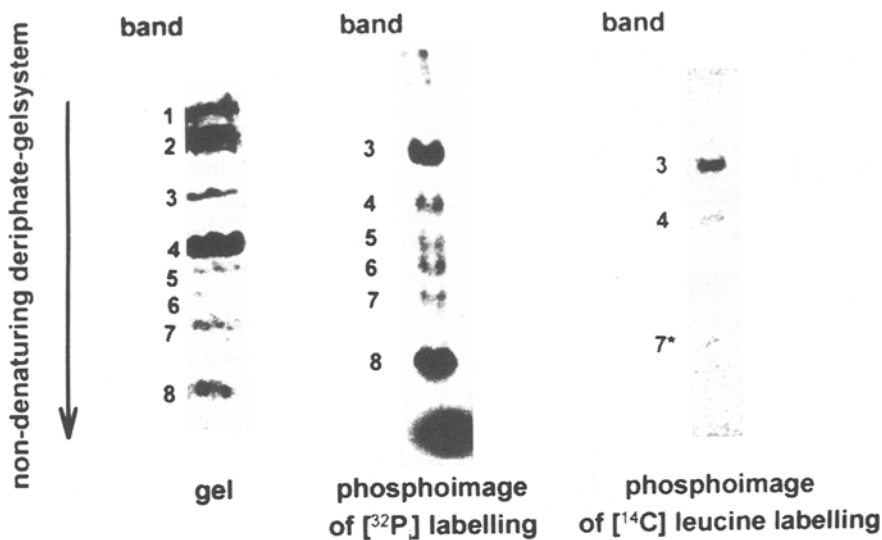 non-denaturing deriphate-gelsystem
band
1
2
3
4
5
6
7
8
gel
band
3
4
5
6
7
8
phosphoimage
of [³²Pᵢ] labelling
band
3
4
7*
phosphoimage
of [¹⁴C] leucine labelling